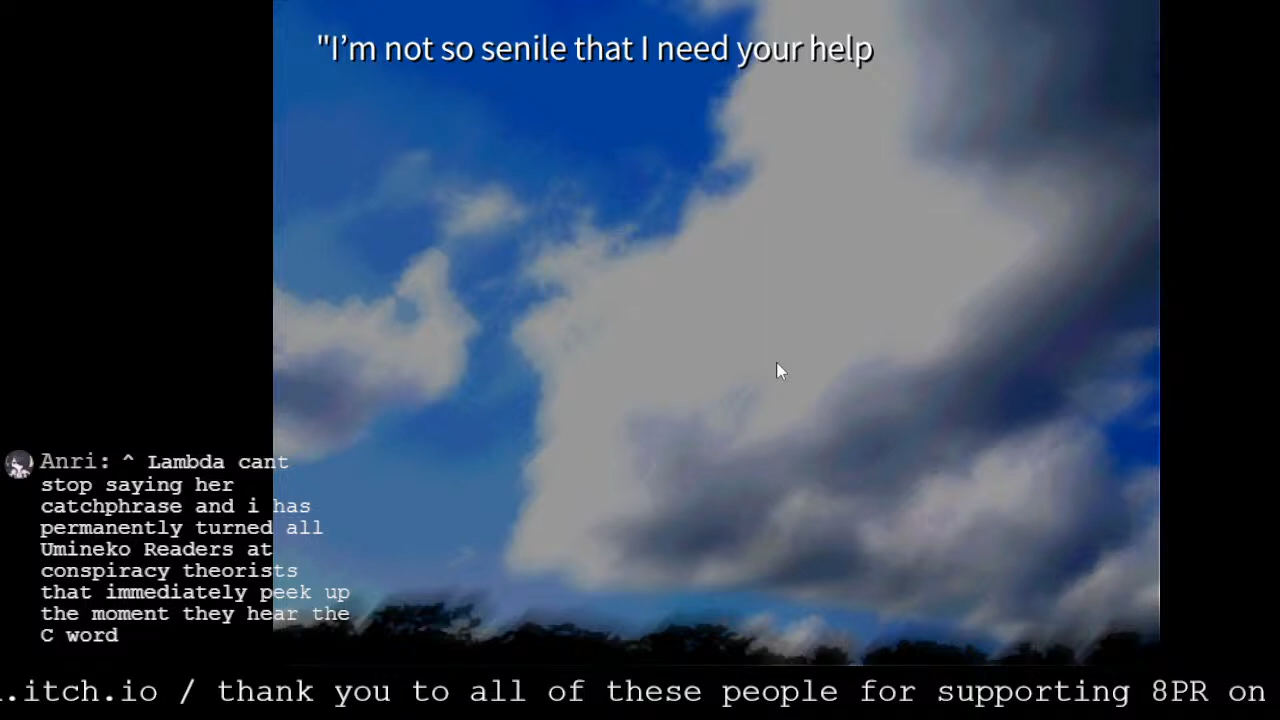 "I’m not so senile that I need your help
Anri: ^ Lambda cant
stop saying her
catchphrase and i has
permanently turned all
Umineko Readers at
conspiracy theorists
that immediately peek up
the moment they hear the
C word
.itch.io / thank you to all of these people for supporting 8PR on